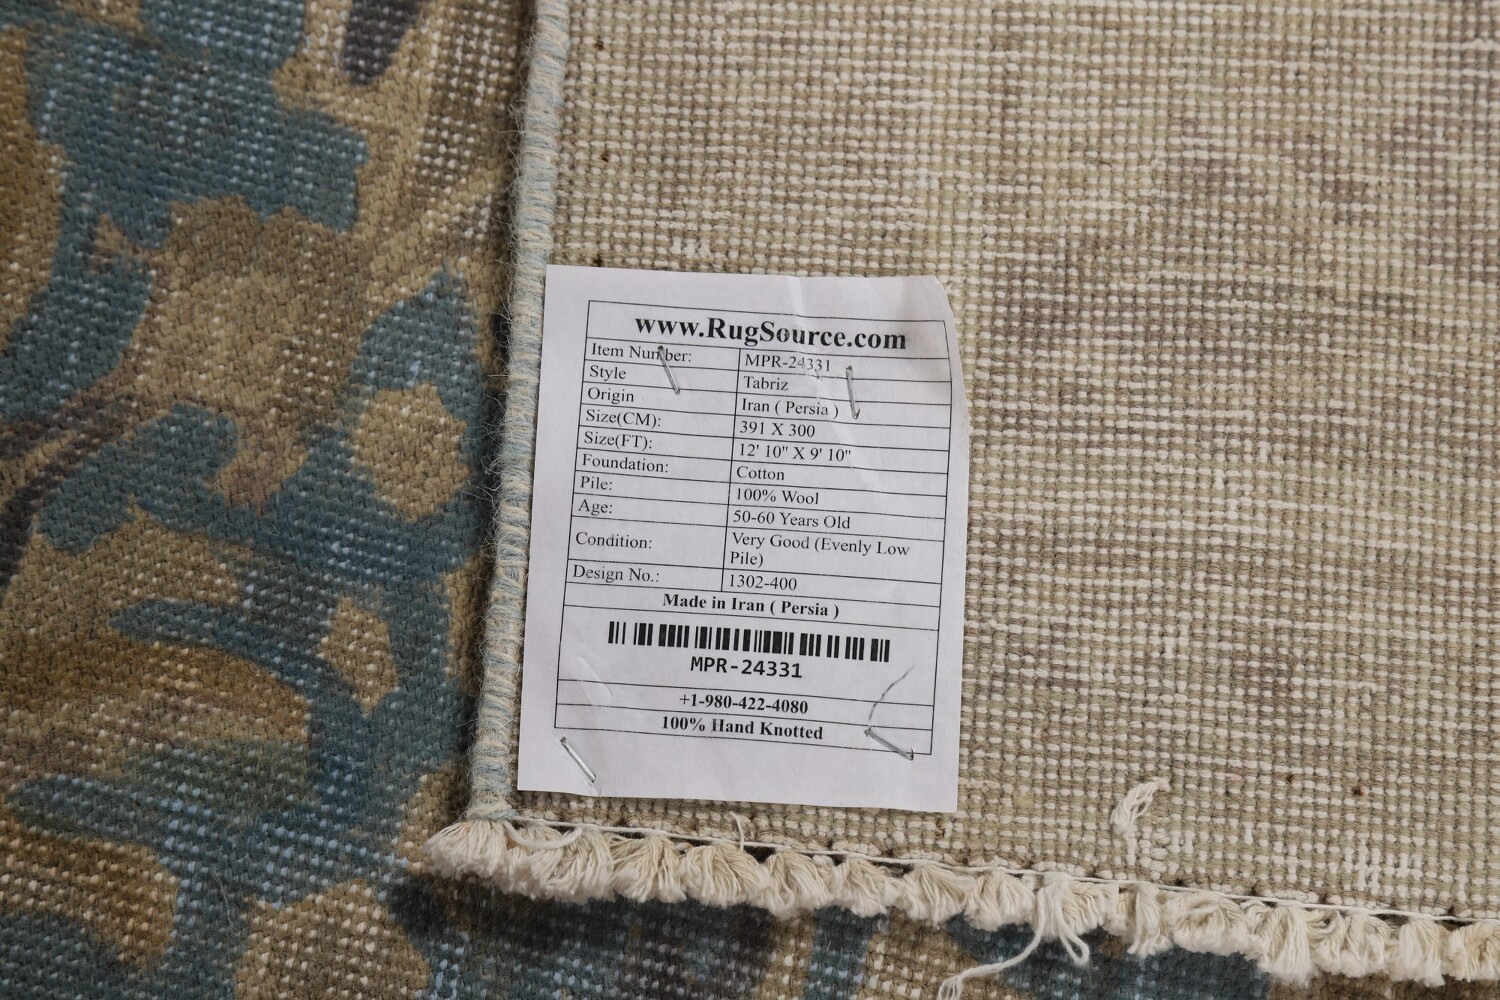 www.RugSource.com
Item Number: MPR-24331
Style Tabriz
Origin Iran ( Persia )
Size(CM): 391 X 300
Size(FT): 12' 10" X 9' 10"
Foundation: Cotton
Pile: 100% Wool
Age: 50-60 Years Old
Condition: Very Good (Evenly Low
Pile)
Design No.: 1302-400
Made in Iran ( Persia )
MPR-24331
+1-980-422-4080
100% Hand Knotted